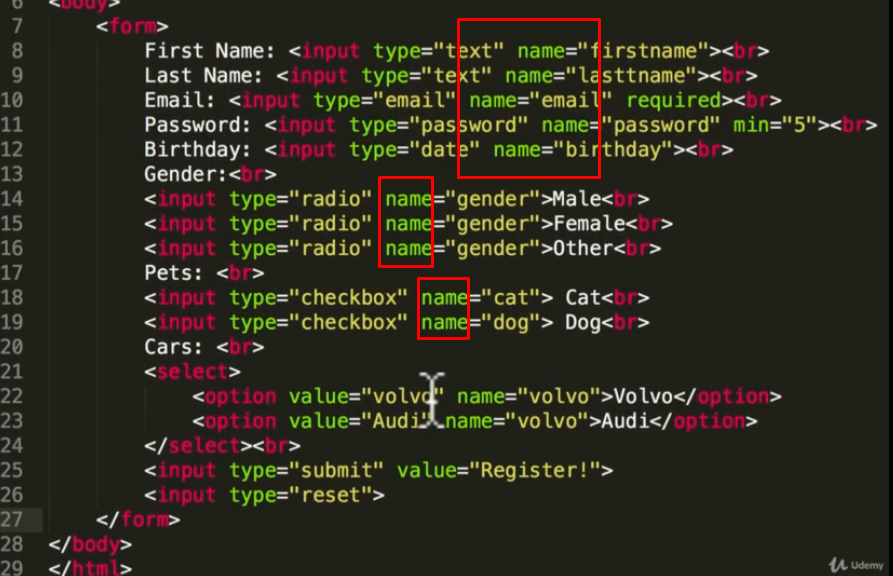 6 <body>
7 <form>
8 First Name: <input type="text" name="firstname"><br>
9 Last Name: <input type="text" name="lasttname"><br>
10 Email: <input type="email" name="email" required><br>
11 Password: <input type="password" name="password" min="5"><br>
12 Birthday: <input type="date" name="birthday"><br>
13 Gender:<br>
14 <input type="radio" name="gender">Male<br>
15 <input type="radio" name="gender">Female<br>
16 <input type="radio" name="gender">Other<br>
17 Pets: <br>
18 <input type="checkbox" name="cat"> Cat<br>
19 <input type="checkbox" name="dog"> Dog<br>
20 Cars: <br>
21 <select>
22 <option value="volvo" name="volvo">Volvo</option>
23 <option value="Audi" name="volvo">Audi</option>
24 </select><br>
25 <input type="submit" value="Register!">
26 <input type="reset">
27 </form>
28 </body>
29 </html>
Udemy